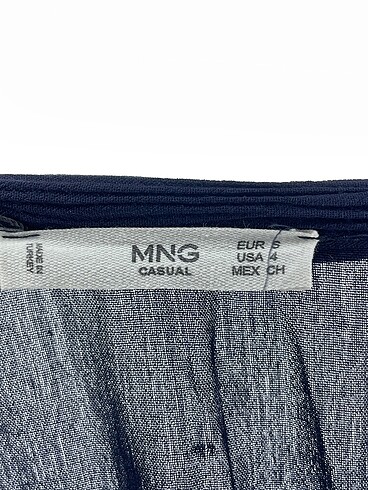 MADE IN
TURKEY
MNG
CASUAL
EUR S
USA 4
MEX CH